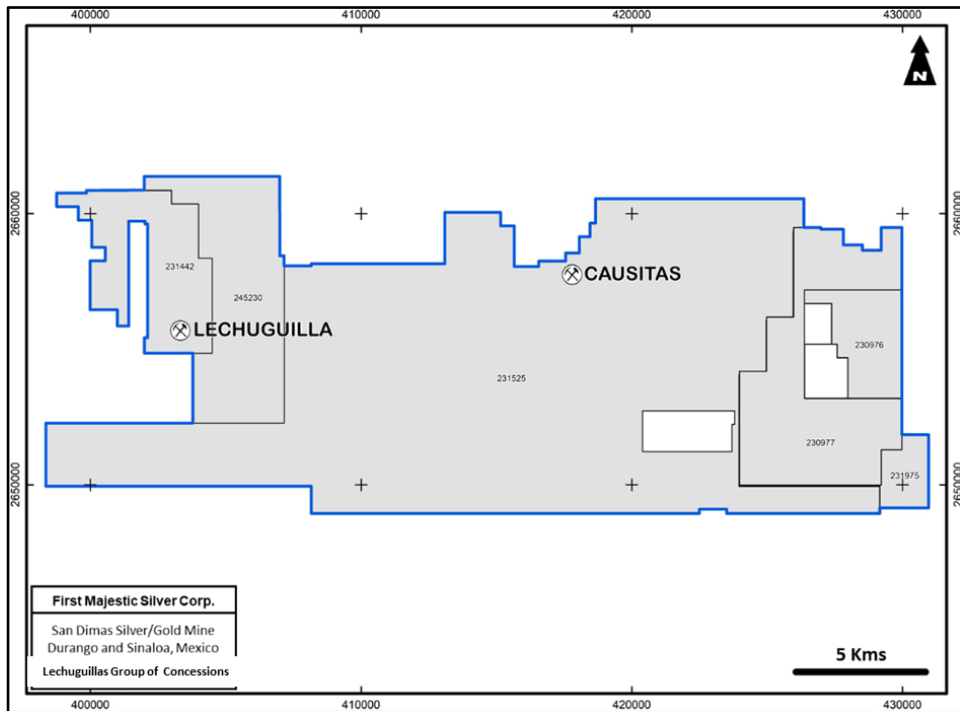 400000 410000 420000 430000
N
2660000 2660000
231442
245230
CAUSITAS
LECHUGUILLA
230976
231525
230977
231975
2650000 2650000
First Majestic Silver Corp.
San Dimas Silver/Gold Mine
Durango and Sinaloa, Mexico
Lechuguillas Group of Concessions
5 Kms
400000 410000 420000 430000